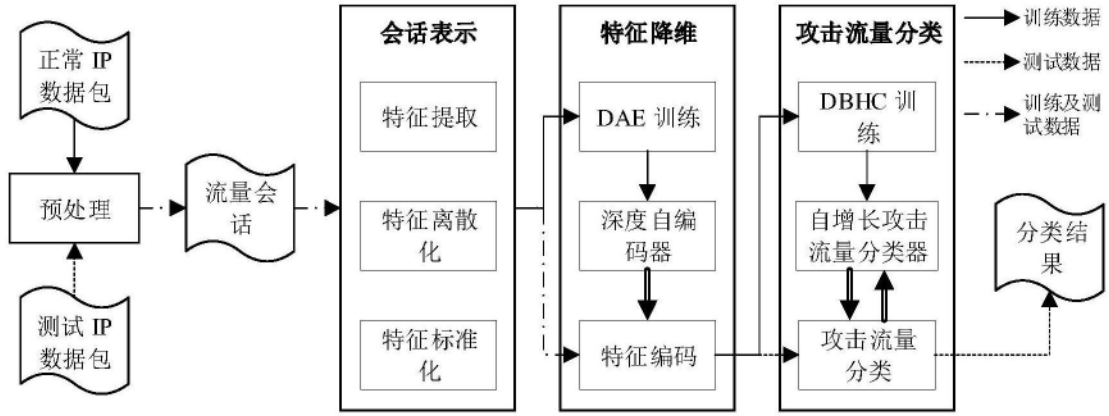 正常 IP
数据包
预处理
测试 IP
数据包
流量会
话
会话表示
特征提取
特征离散
化
特征标准
化
特征降维
DAE 训练
深度自编
码器
特征编码
攻击流量分类
DBHC 训
练
自增长攻击
流量分类器
攻击流量
分类
训练数据
测试数据
训练及测
试数据
分类结
果